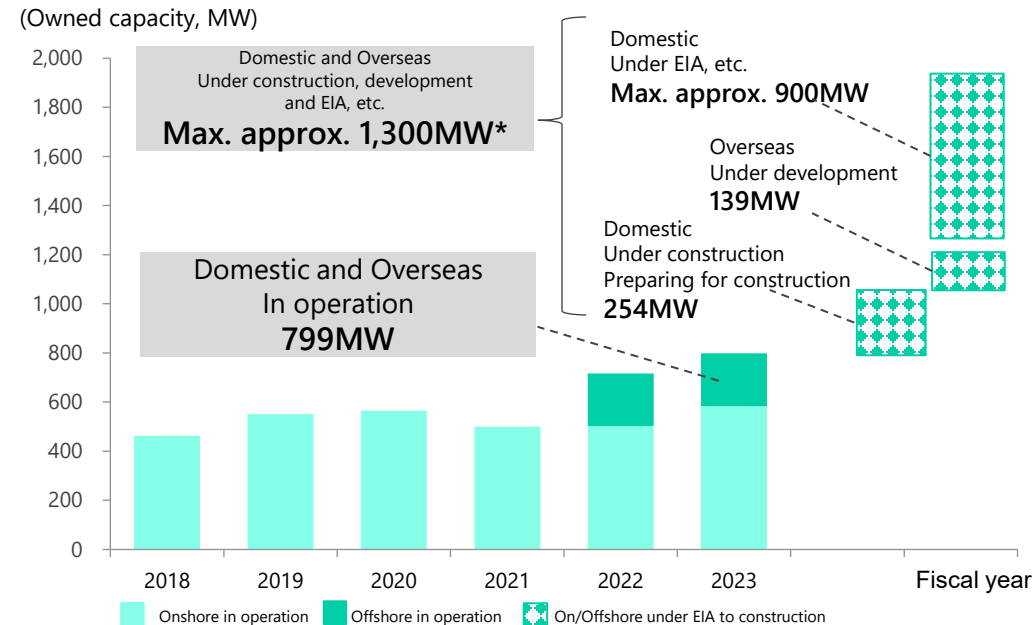 (Owned capacity, MW)
2,000
1,800
1,600
1,400
1,200
1,000
800
600
400
200
0
Domestic and Overseas
Under construction, development
and EIA, etc.
Max. approx. 1,300MW*
Domestic
Under EIA, etc.
Max. approx. 900MW
Overseas
Under development
139MW
Domestic
Under construction
Preparing for construction
254MW
Domestic and Overseas
In operation
799MW
2018 2019 2020 2021 2022 2023 Fiscal year
Onshore in operation Offshore in operation On/Offshore under EIA to construction